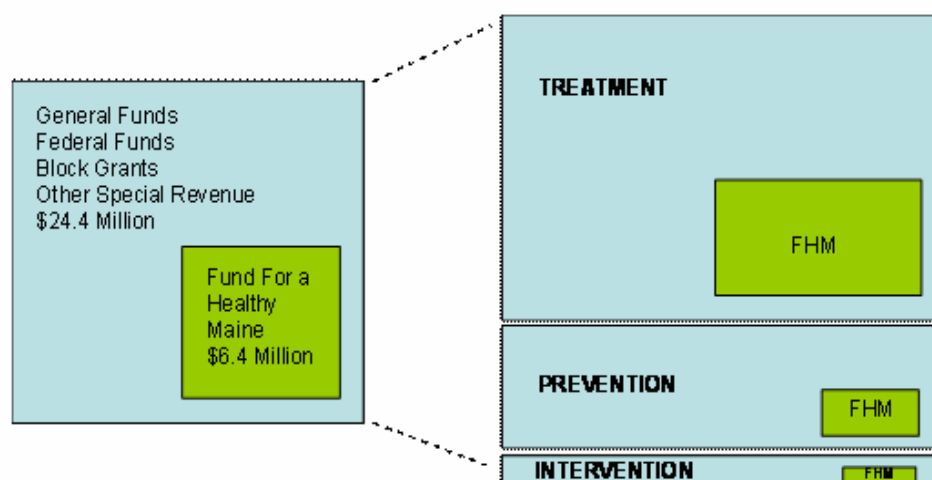 General Funds
Federal Funds
Block Grants
Other Special Revenue
$24.4 Million
Fund For a
Healthy
Maine
$6.4 Million
TREATMENT
FHM
PREVENTION
FHM
INTERVENTION
FHM